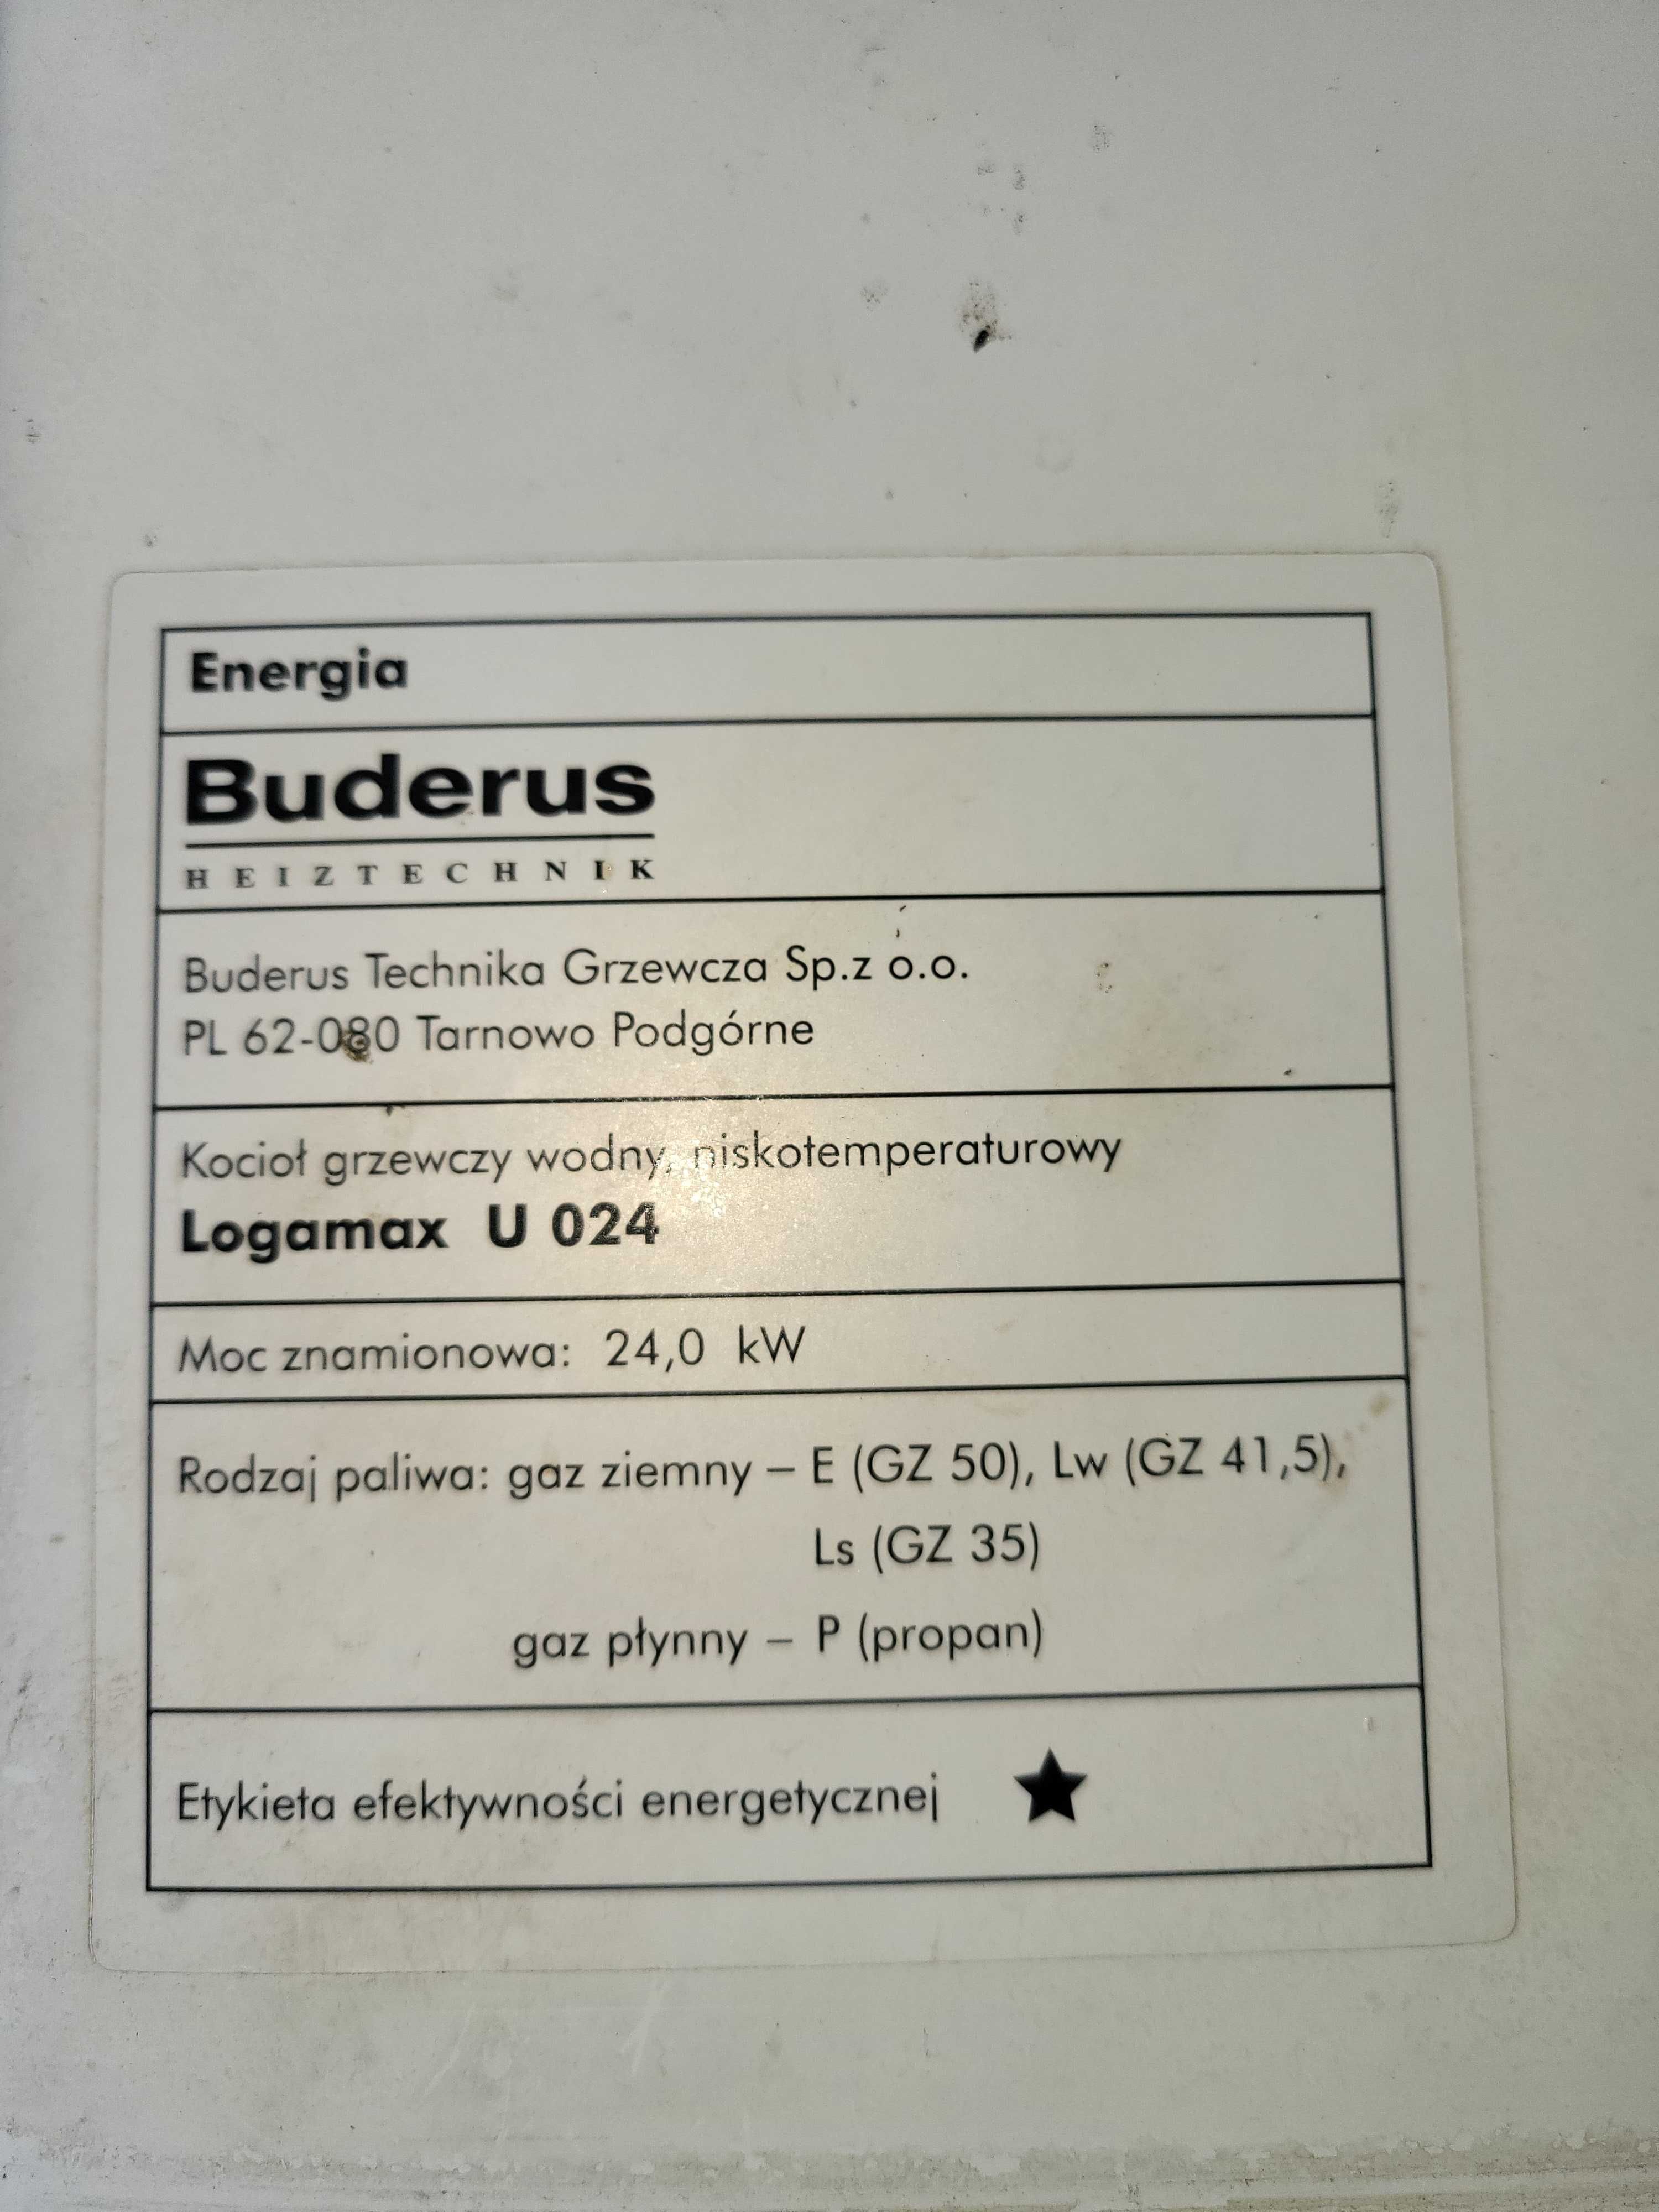 Energia
Buderus
HEIZTECHNIK
Buderus Technika Grzewcza Sp.z o.o.
PL 62-080 Tarnowo Podgórne
Kocioł grzewczy wodny, niskotemperaturowy
Logamax U 024
Moc znamionowa: 24,0 kW
Rodzaj paliwa: gaz ziemny – E (GZ 50), Lw (GZ 41,5),
Ls (GZ 35)
gaz płynny – P (propan)
Etykieta efektywności energetycznej ★